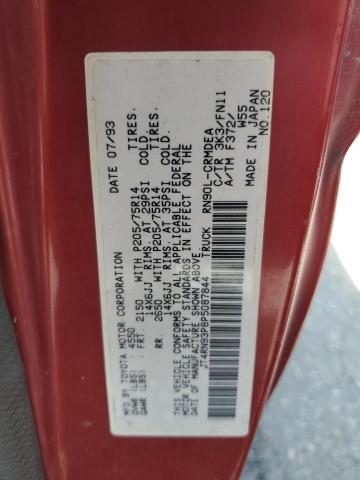 MFD BY TOYOTA MOTOR CORPORATION DATE 07/93
GVWR (LBS) 4550
GAWR (LBS) FRT. 2150 WITH P205/75R14 TIRES.
14X6JJ RIMS. AT 29PSI COLD.
RR. 2650 WITH P205/75R14 TIRES.
14X6JJ RIMS. AT 35PSI COLD.
THIS VEHICLE CONFORMS TO ALL APPLICABLE FEDERAL
MOTOR VEHICLE SAFETY STANDARDS IN EFFECT ON THE
DATE OF MANUFACTURE SHOWN ABOVE.
JT4RN93P8P5087844 TRUCK RN90L-CRMDEA
C/TR 3K3/FN11
A/TM F372/
W55
MADE IN JAPAN
NO.120